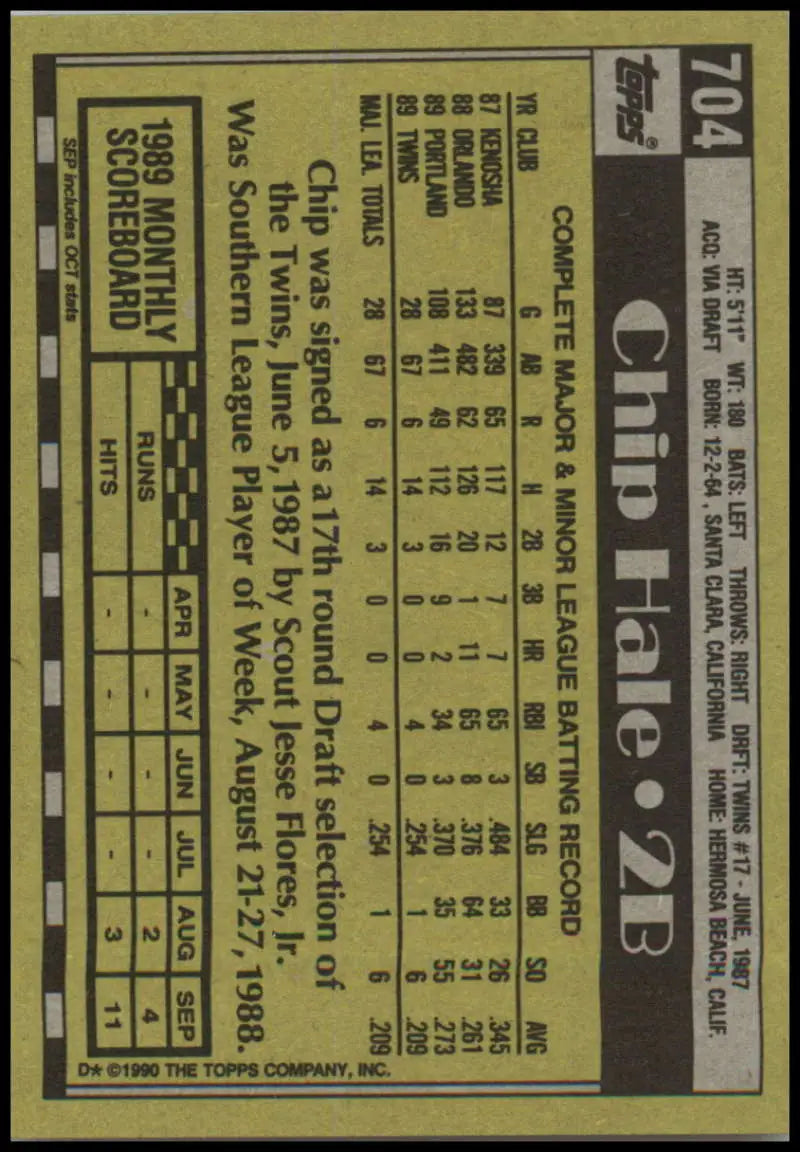 704
topps®
HT: 5'11" WT: 180 BATS: LEFT THROWS: RIGHT DRFT: TWINS #17 - JUNE, 1987
ACQ: VIA DRAFT BORN: 12-2-64, SANTA CLARA, CALIFORNIA HOME: HERMOSA BEACH, CALIF.
Chip Hale • 2B
COMPLETE MAJOR & MINOR LEAGUE BATTING RECORD
YR CLUB G AB R H 2B 3B HR RBI SB SLG BB SO AVG
87 KENOSHA 87 339 65 117 12 7 7 65 3 .484 33 26 .345
88 ORLANDO 133 482 62 126 20 1 11 65 8 .376 64 31 .261
89 PORTLAND 108 411 49 112 16 9 2 34 3 .370 35 55 .273
89 TWINS 28 67 6 14 3 0 0 4 0 .254 1 6 .209
MAJ. LEA. TOTALS 28 67 6 14 3 0 0 4 0 .254 1 6 .209
Chip was signed as a 17th round Draft selection of
the Twins, June 5, 1987 by Scout Jesse Flores, Jr.
Was Southern League Player of Week, August 21-27, 1988.
1989 MONTHLY
SCOREBOARD
APR MAY JUN JUL AUG SEP
RUNS - - - - 2 4
HITS - - - - 3 11
SEP includes OCT stats
D* ©1990 THE TOPPS COMPANY, INC.